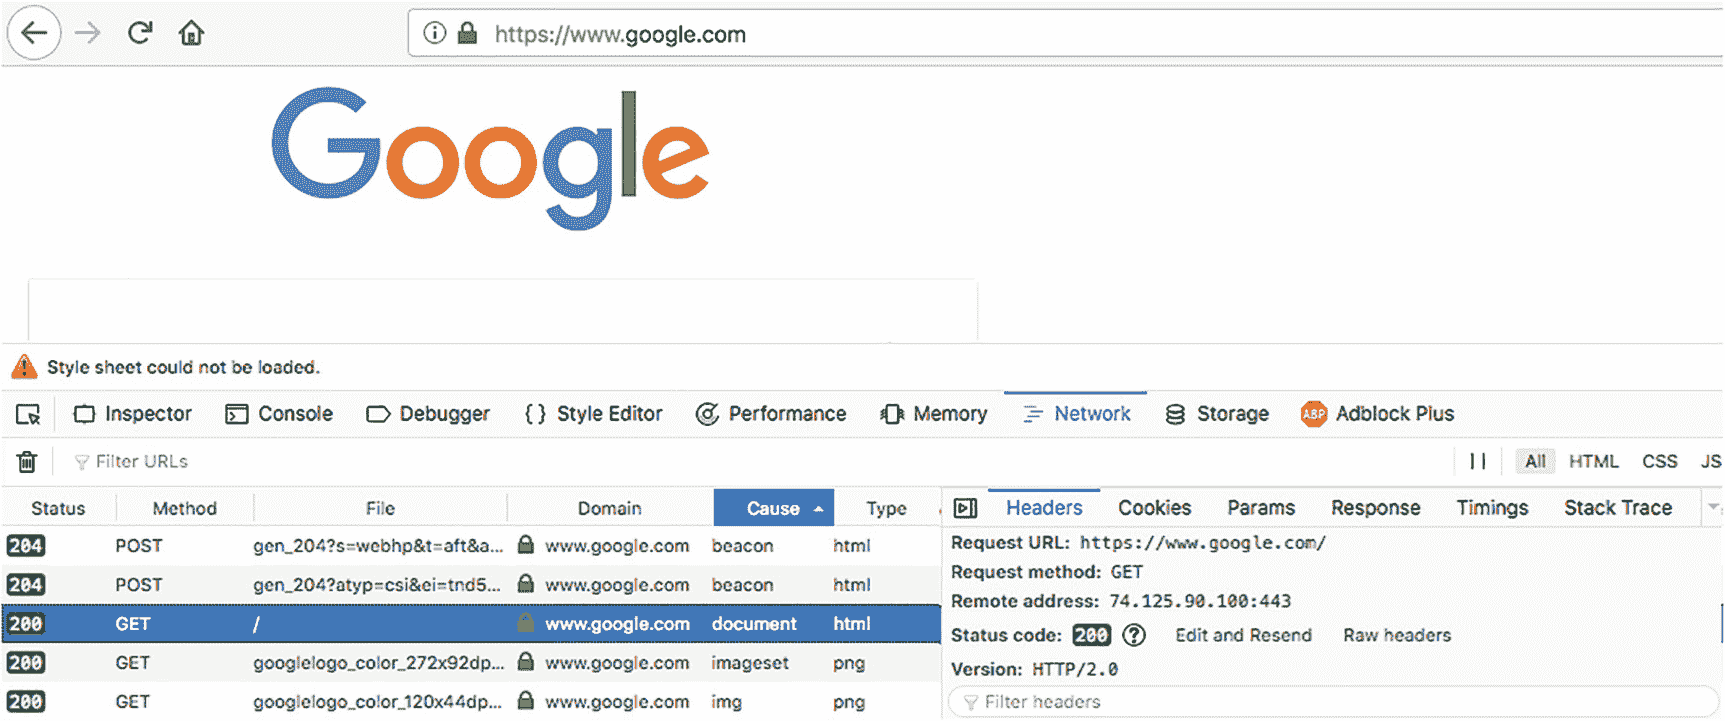 https://www.google.com
Google
Style sheet could not be loaded.
Inspector Console Debugger { } Style Editor Performance Memory Network Storage ABP Adblock Plus
Filter URLs All HTML CSS JS
Status Method File Domain Cause Type Headers Cookies Params Response Timings Stack Trace
204 POST gen_204?s=webhp&t=aft&a... www.google.com beacon html
204 POST gen_204?atyp=csi&ei=tnd5... www.google.com beacon html
200 GET / www.google.com document html
200 GET googlelogo_color_272x92dp... www.google.com imageset png
200 GET googlelogo_color_120x44dp... www.google.com img png
Request URL: https://www.google.com/
Request method: GET
Remote address: 74.125.90.100:443
Status code: 200 ? Edit and Resend Raw headers
Version: HTTP/2.0
Filter headers